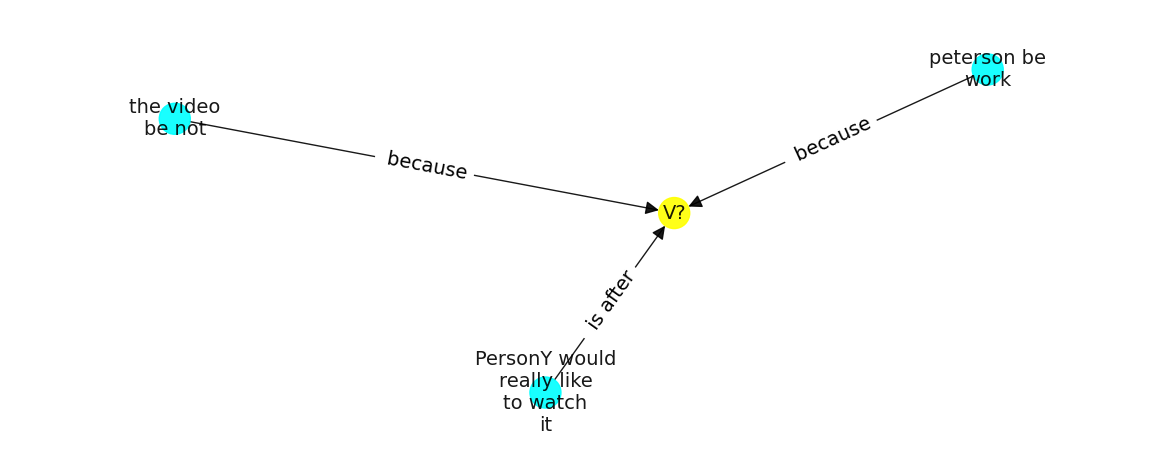 peterson be
work
the video
be not
because
because
V?
is after
PersonY would
really like
to watch
it